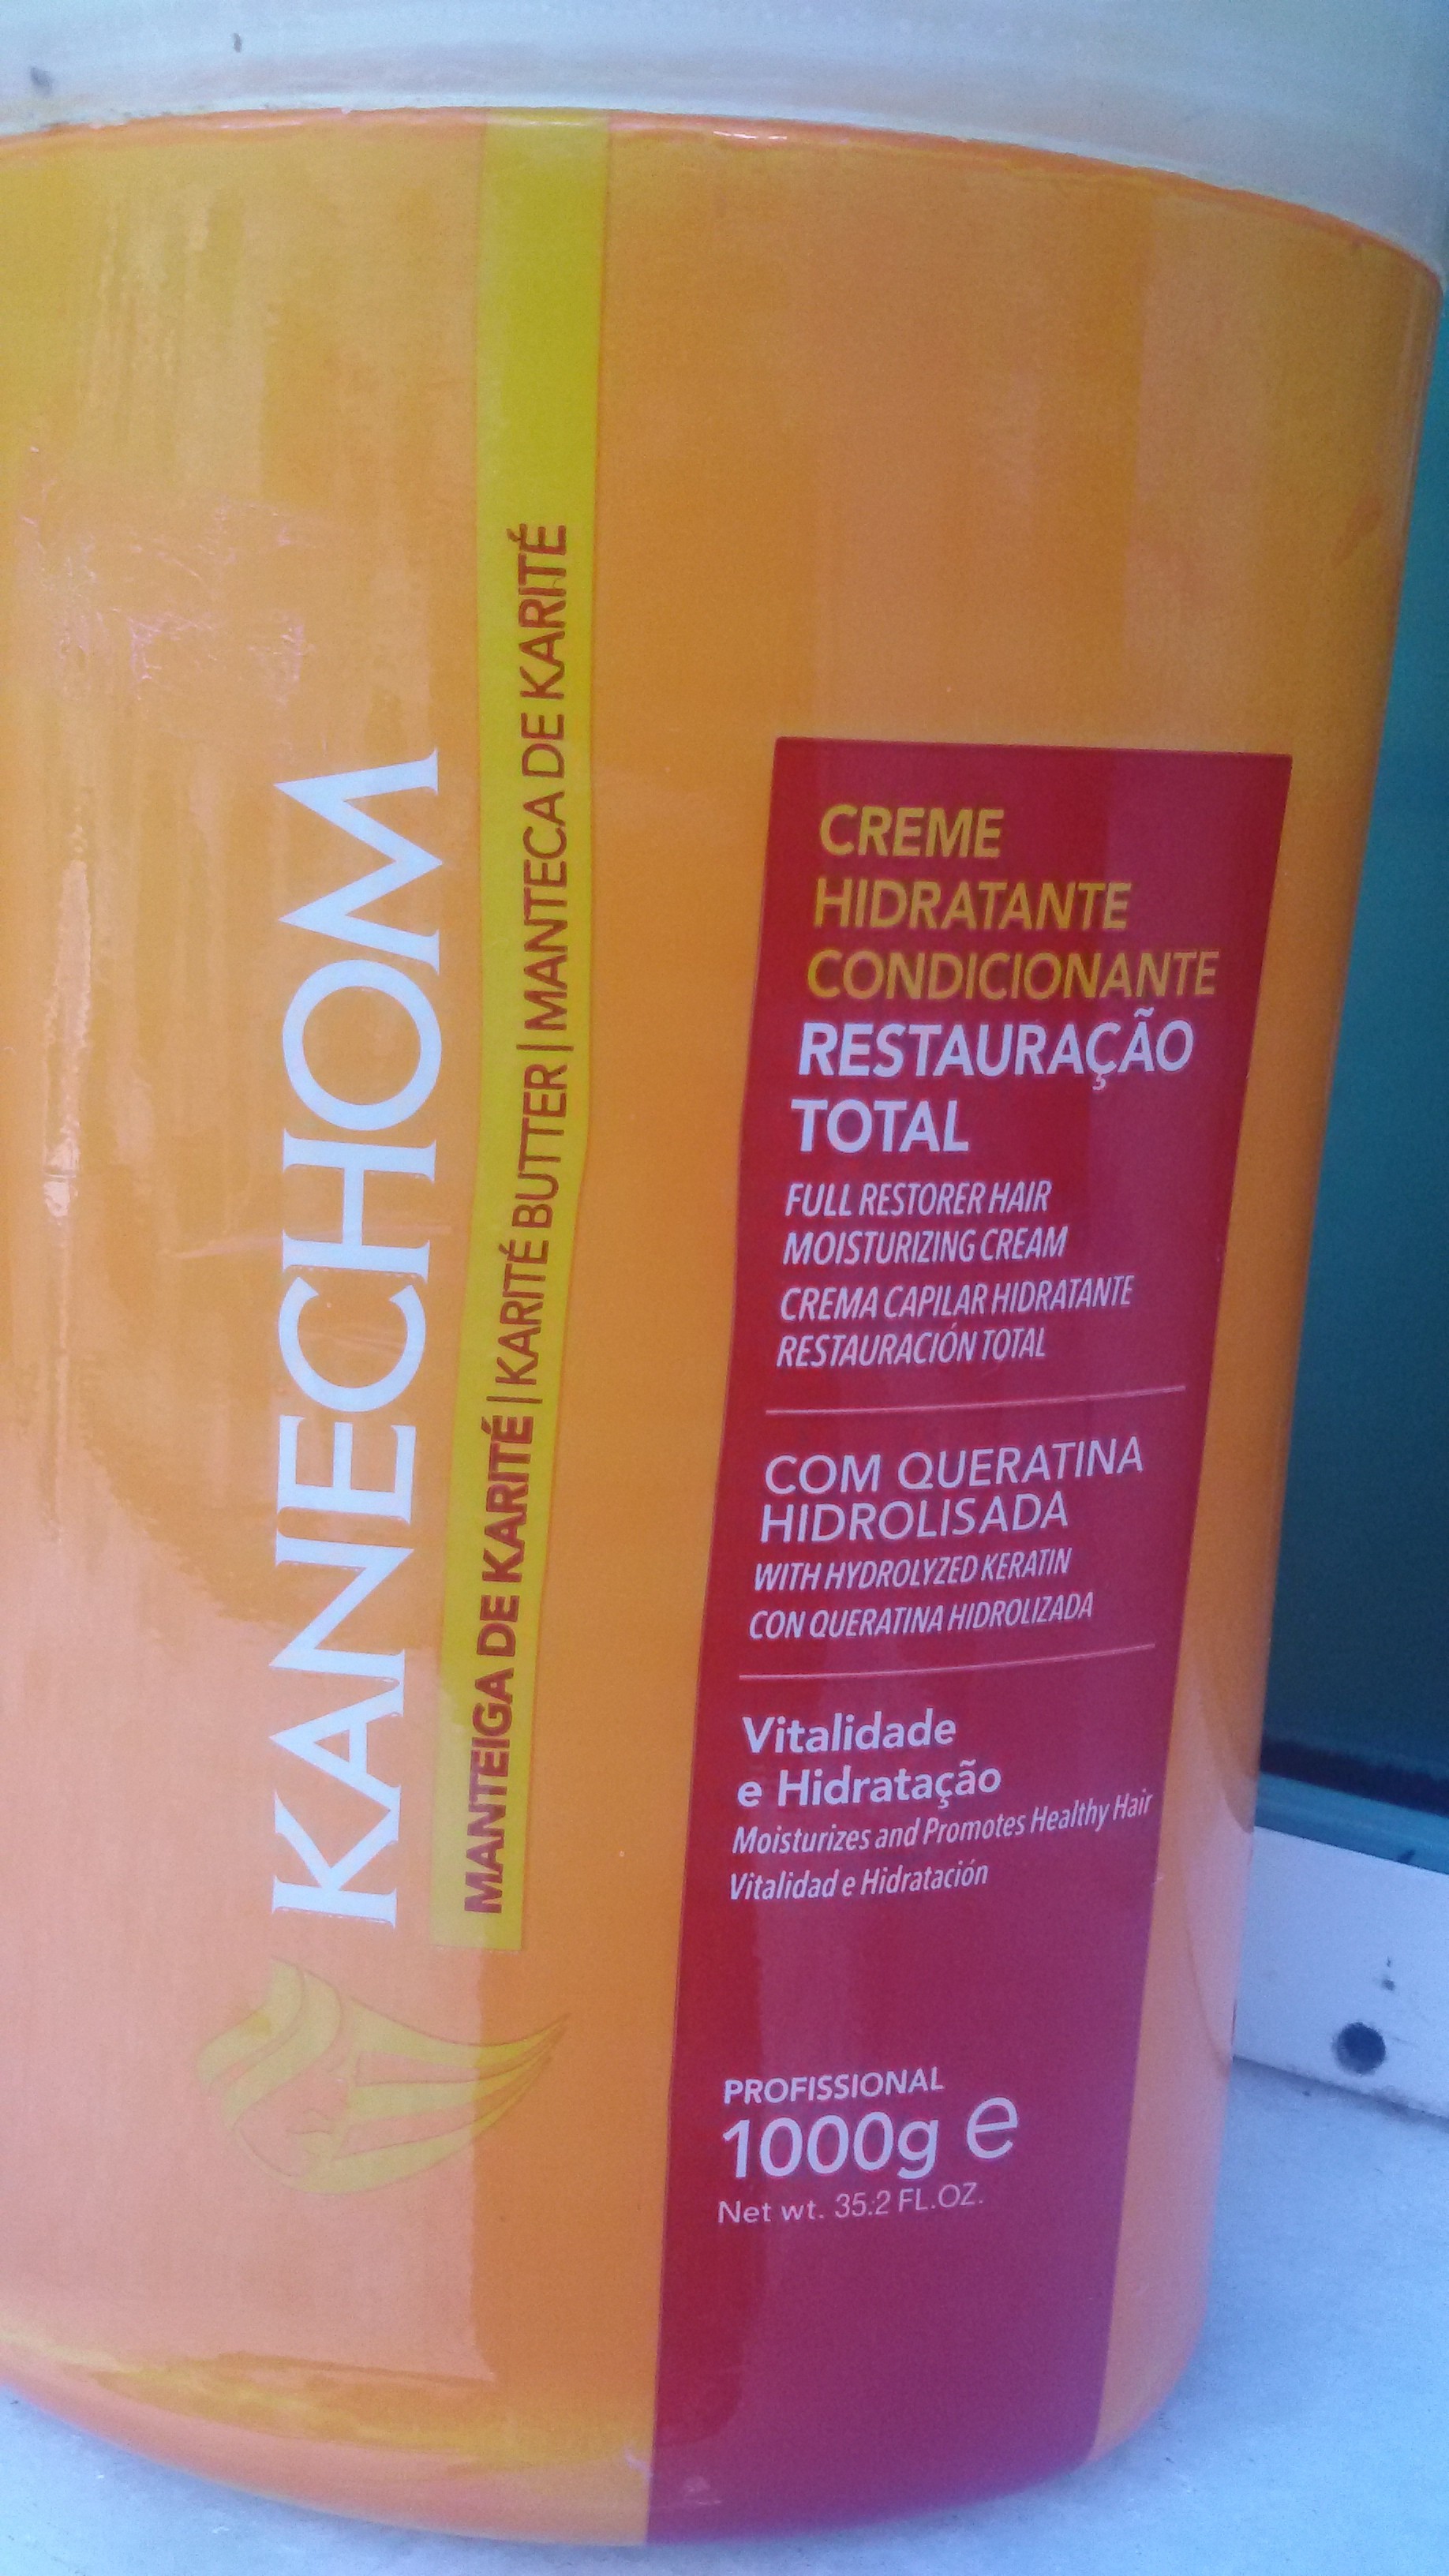 KANECHOM
MANTEIGA DE KARITÉ | KARITÉ BUTTER | MANTECA DE KARITÉ
CREME
HIDRATANTE
CONDICIONANTE
RESTAURAÇÃO
TOTAL
FULL RESTORER HAIR
MOISTURIZING CREAM
CREMA CAPILAR HIDRATANTE
RESTAURACIÓN TOTAL
COM QUERATINA
HIDROLISADA
WITH HYDROLYZED KERATIN
CON QUERATINA HIDROLIZADA
Vitalidade
e Hidratação
Moisturizes and Promotes Healthy Hair
Vitalidad e Hidratación
PROFISSIONAL
1000g e
Net wt. 35.2 FL.OZ.